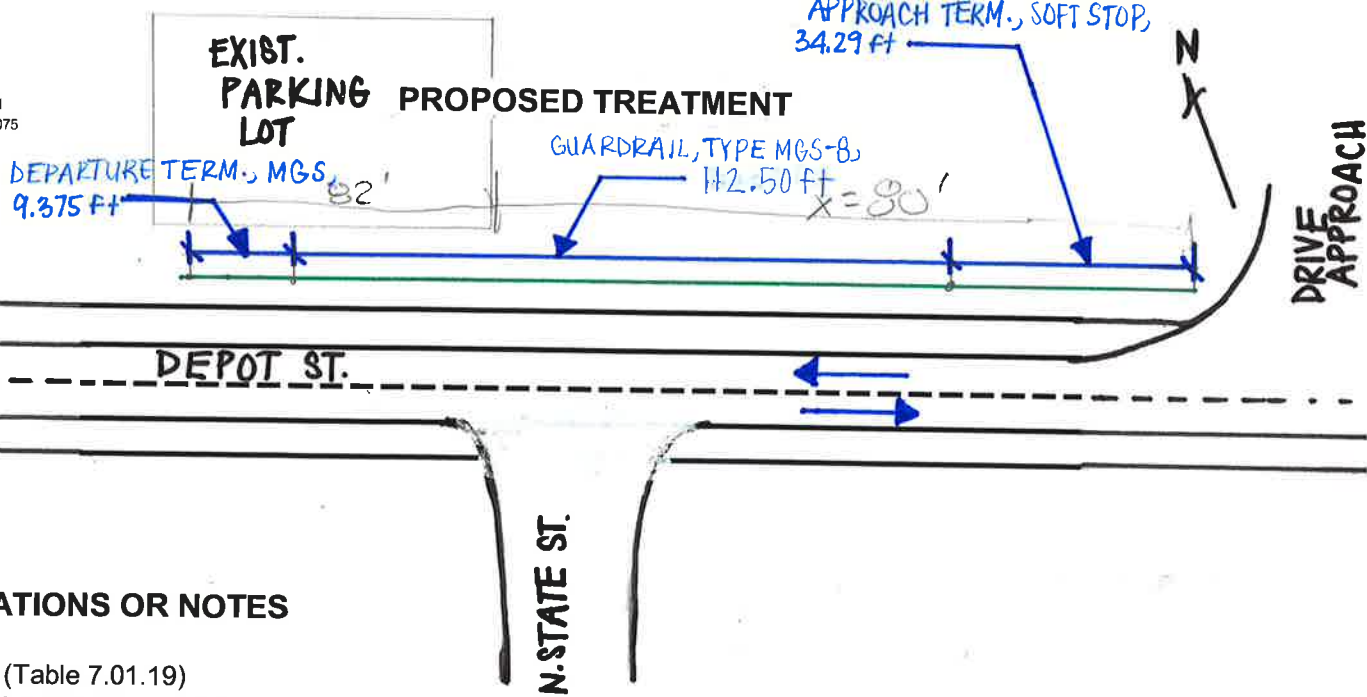 APPROACH TERM., SOFT STOP,
34.29 ft
N
EXIST.
PARKING
LOT
PROPOSED TREATMENT
075
DEPARTURE TERM., MGS,
9.375 ft
GUARDRAIL, TYPE MGS-8,
112.50 ft
82'
X = 80'
DRIVE
APPROACH
DEPOT ST.
N. STATE ST.
ATIONS OR NOTES
(Table 7.01.19)